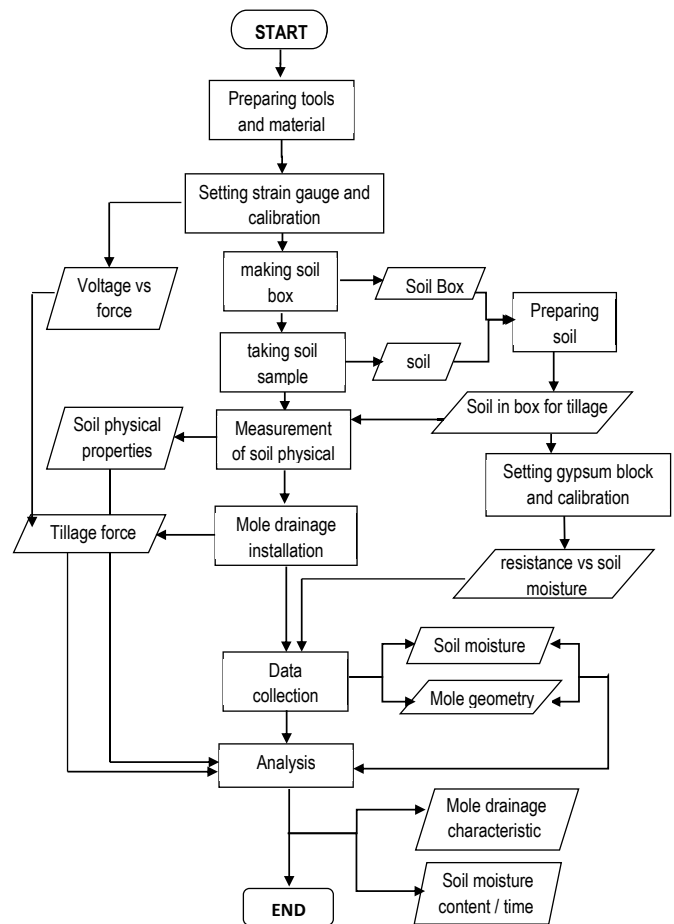 START
Preparing tools
and material
Setting strain gauge and
calibration
Voltage vs
force
making soil
box
Soil Box
Preparing
soil
taking soil
sample
soil
Soil physical
properties
Measurement
of soil physical
Soil in box for tillage
Setting gypsum block
and calibration
Tillage force
Mole drainage
installation
resistance vs soil
moisture
Data
collection
Soil moisture
Mole geometry
Analysis
Mole drainage
characteristic
Soil moisture
content / time
END